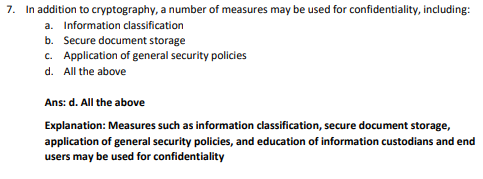 7. In addition to cryptography, a number of measures may be used for confidentiality, including:
a. Information classification
b. Secure document storage
c. Application of general security policies
d. All the above
Ans: d. All the above
Explanation: Measures such as information classification, secure document storage,
application of general security policies, and education of information custodians and end
users may be used for confidentiality